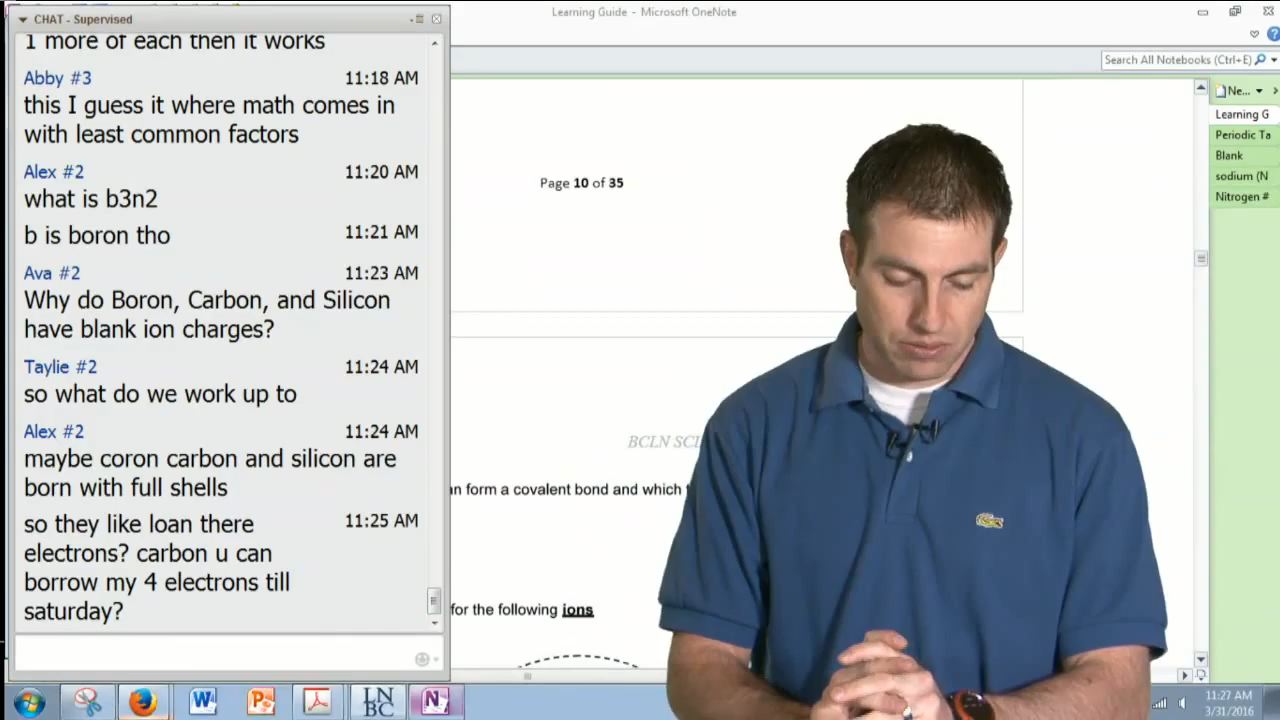 Learning Guide - Microsoft OneNote
CHAT - Supervised
1 more of each then it works
Abby #3 11:18 AM
this I guess it where math comes in
with least common factors
Alex #2 11:20 AM
what is b3n2
b is boron tho 11:21 AM
Ava #2 11:23 AM
Why do Boron, Carbon, and Silicon
have blank ion charges?
Taylie #2 11:24 AM
so what do we work up to
Alex #2 11:24 AM
maybe coron carbon and silicon are
born with full shells
so they like loan there 11:25 AM
electrons? carbon u can
borrow my 4 electrons till
saturday?
Search All Notebooks (Ctrl+E)
Ne...
Learning G
Periodic Ta
Blank
sodium (N
Nitrogen #
Page 10 of 35
BCLN SCI
n form a covalent bond and which
for the following ions
LN
BC
11:27 AM
3/31/2016